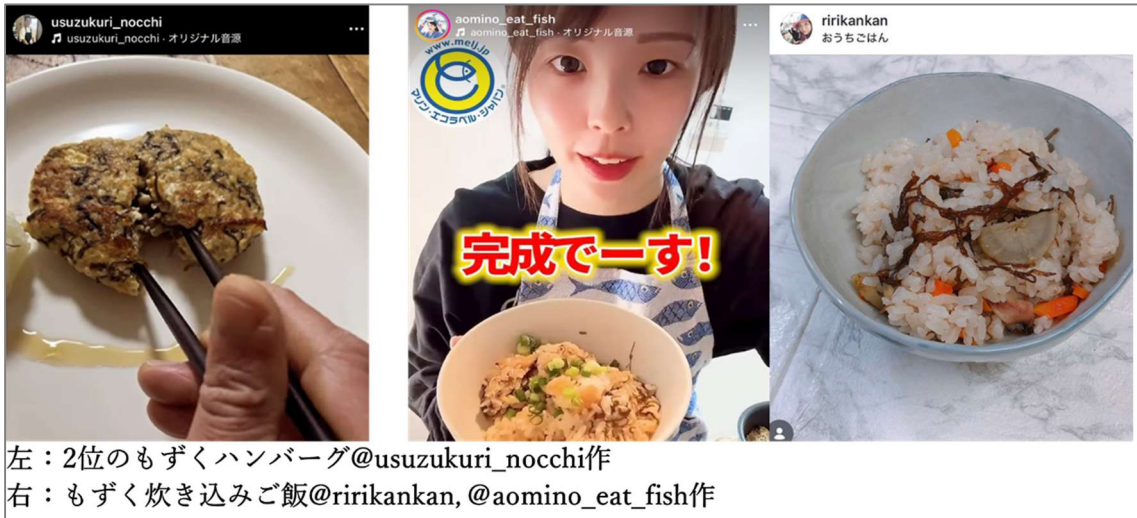 usuzukuri_nocchi
usuzukuri_nocchi・オリジナル音源
aomino_eat_fish
aomino_eat_fish・オリジナル音源
www.melj.jp
マリン・エコラベル・ジャパン
完成でーす!
ririkankan
おうちごはん
左：2位のもずくハンバーグ@usuzukuri_nocchi作
右：もずく炊き込みご飯@ririkankan, @aomino_eat_fish作